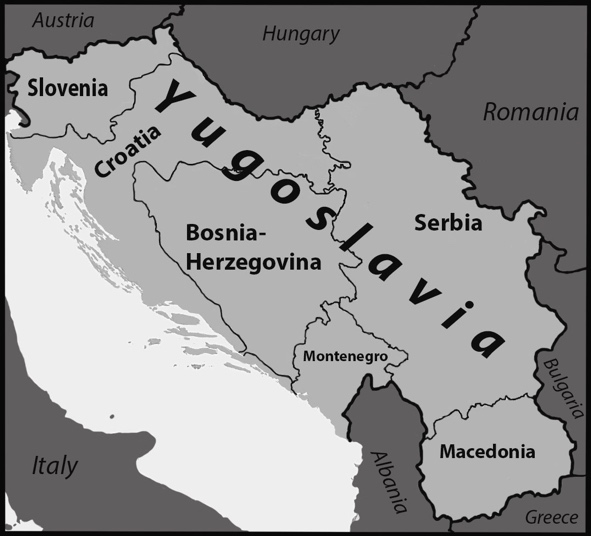 Austria
Hungary
Slovenia
Romania
Croatia
Yugoslavia
Serbia
Bosnia-
Herzegovina
Montenegro
Bulgaria
Macedonia
Italy
Albania
Greece